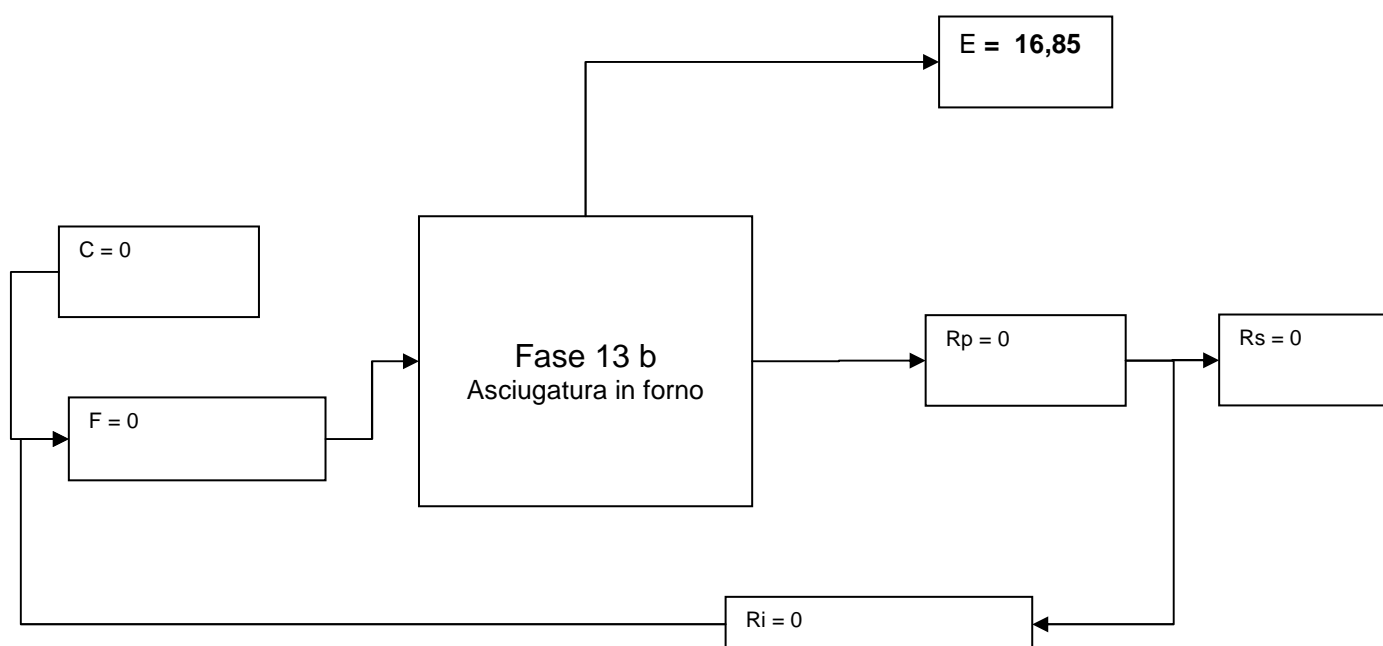 E = 16,85
C = 0
Fase 13 b
Asciugatura in forno
Rp = 0
Rs = 0
F = 0
Ri = 0